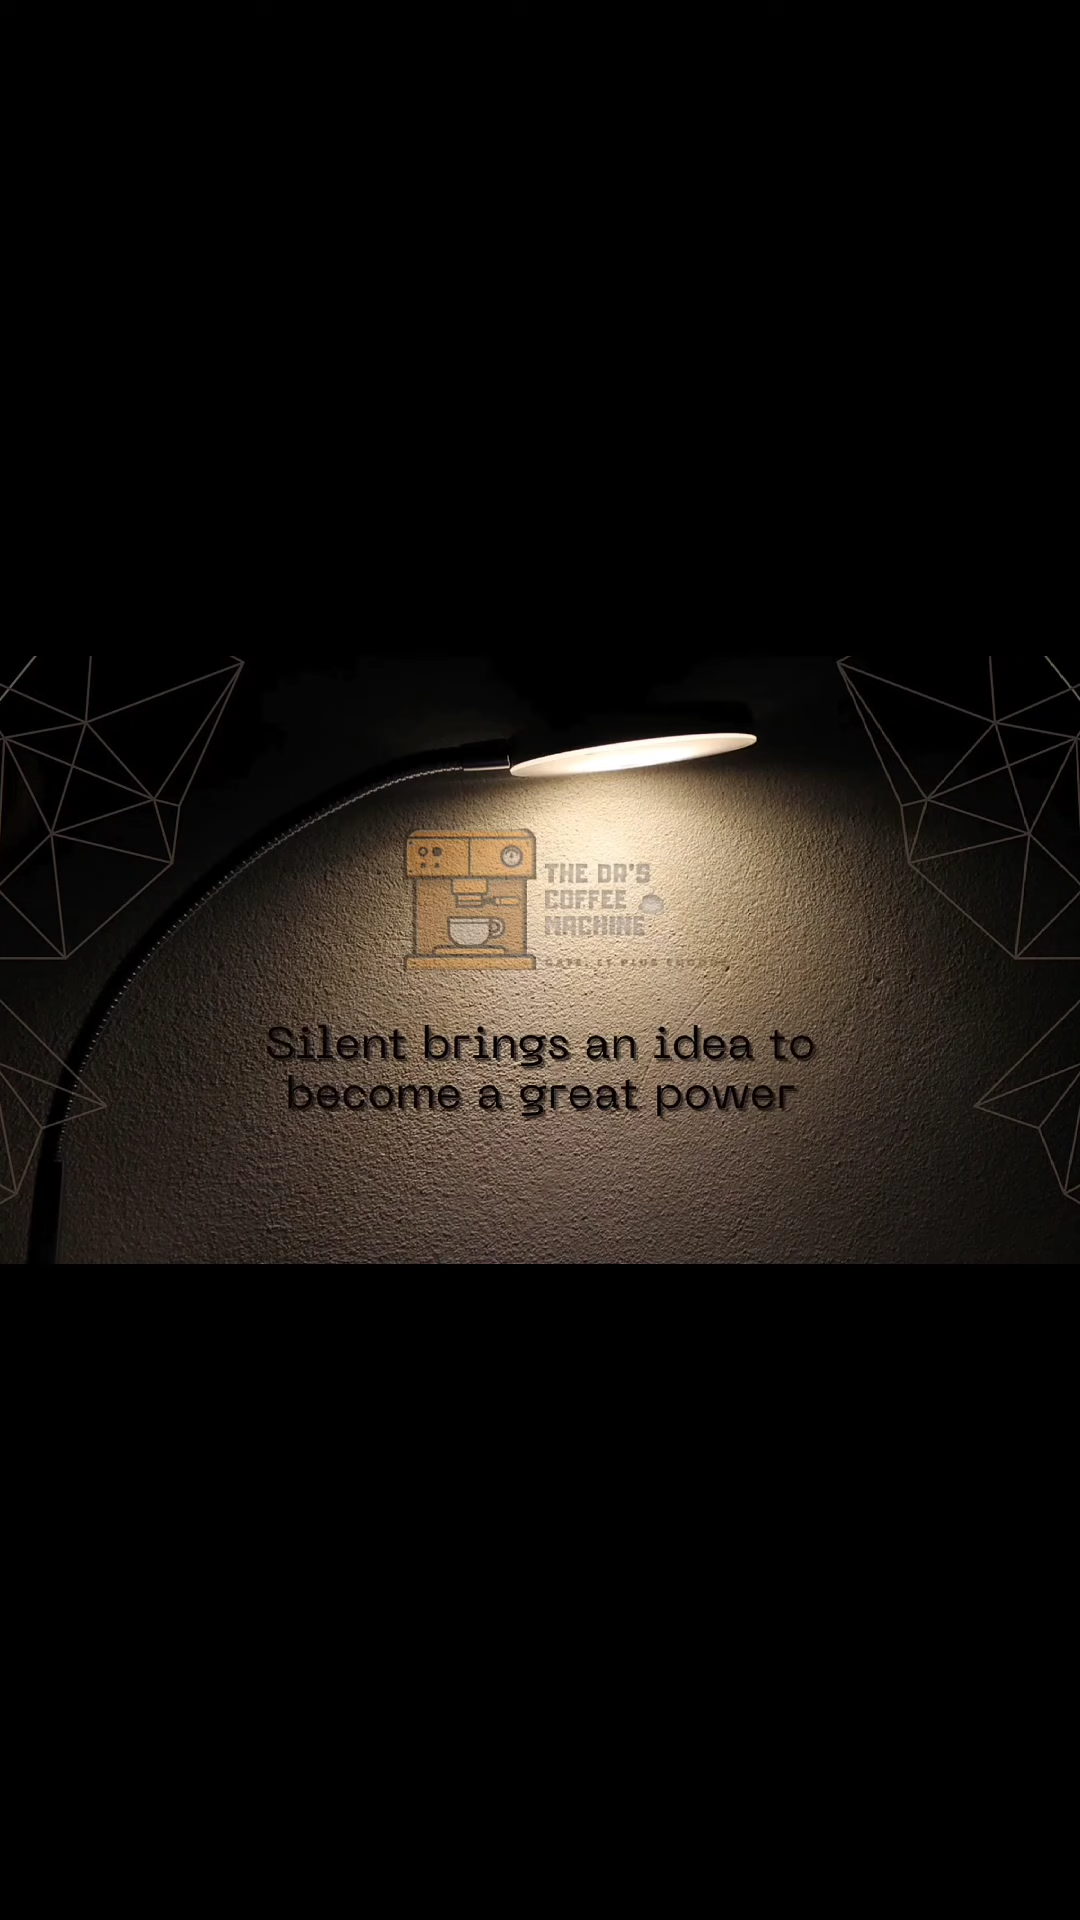 THE DR'S
COFFEE
MACHINE
Silent brings an idea to
become a great power